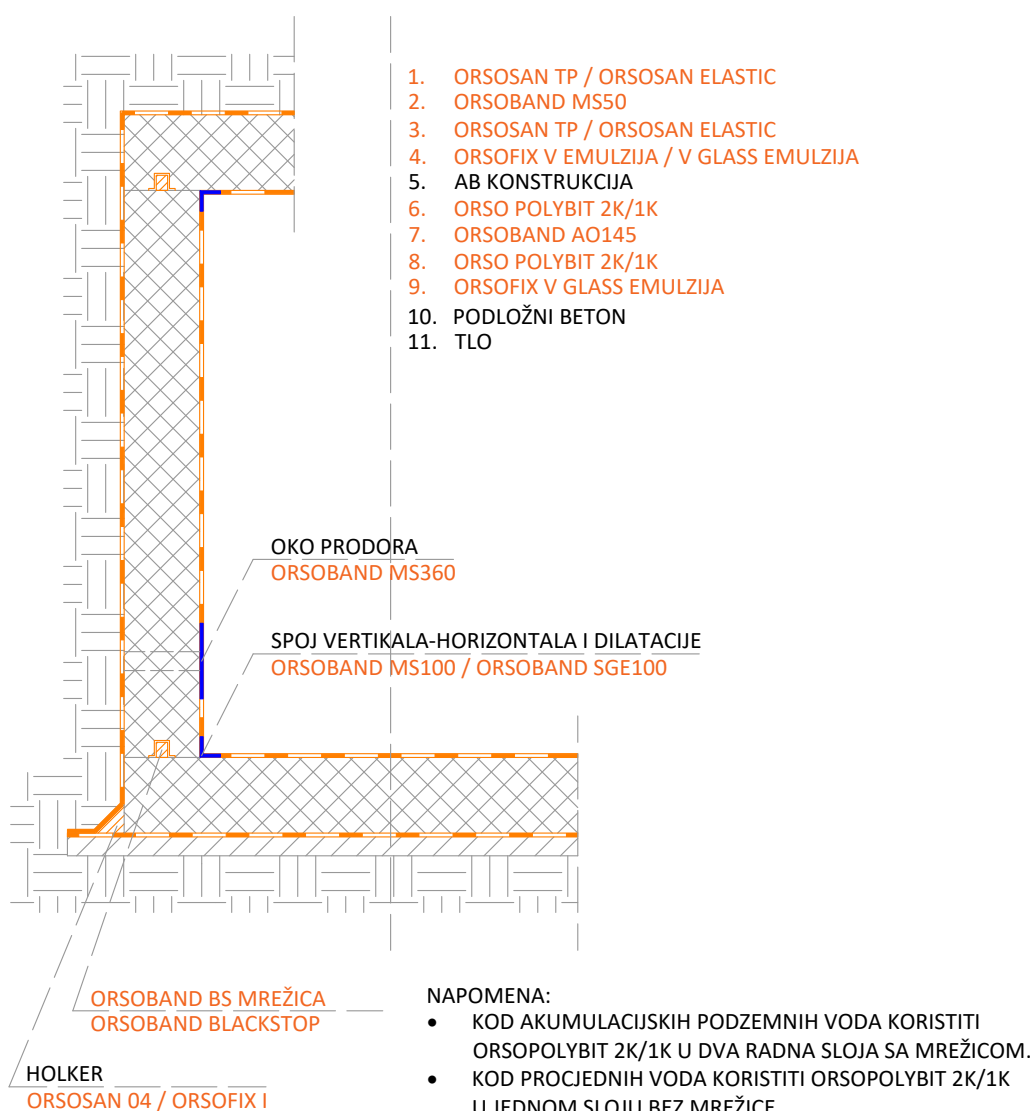 1. ORSOSAN TP / ORSOSAN ELASTIC
2. ORSOBAND MS50
3. ORSOSAN TP / ORSOSAN ELASTIC
4. ORSOFIX V EMULZIJA / V GLASS EMULZIJA
5. AB KONSTRUKCIJA
6. ORSO POLYBIT 2K/1K
7. ORSOBAND AO145
8. ORSO POLYBIT 2K/1K
9. ORSOFIX V GLASS EMULZIJA
10. PODLOŽNI BETON
11. TLO
OKO PRODORA
ORSOBAND MS360
SPOJ VERTIKALA-HORIZONTALA I DILATACIJE
ORSOBAND MS100 / ORSOBAND SGE100
ORSOBAND BS MREŽICA
ORSOBAND BLACKSTOP
HOLKER
ORSOSAN 04 / ORSOFIX I
NAPOMENA:
• KOD AKUMULACIJSKIH PODZEMNIH VODA KORISTITI
ORSOPOLYBIT 2K/1K U DVA RADNA SLOJA SA MREŽICOM.
• KOD PROCJEDNIH VODA KORISTITI ORSOPOLYBIT 2K/1K
U JEDNOM SLOJU BEZ MREŽICE